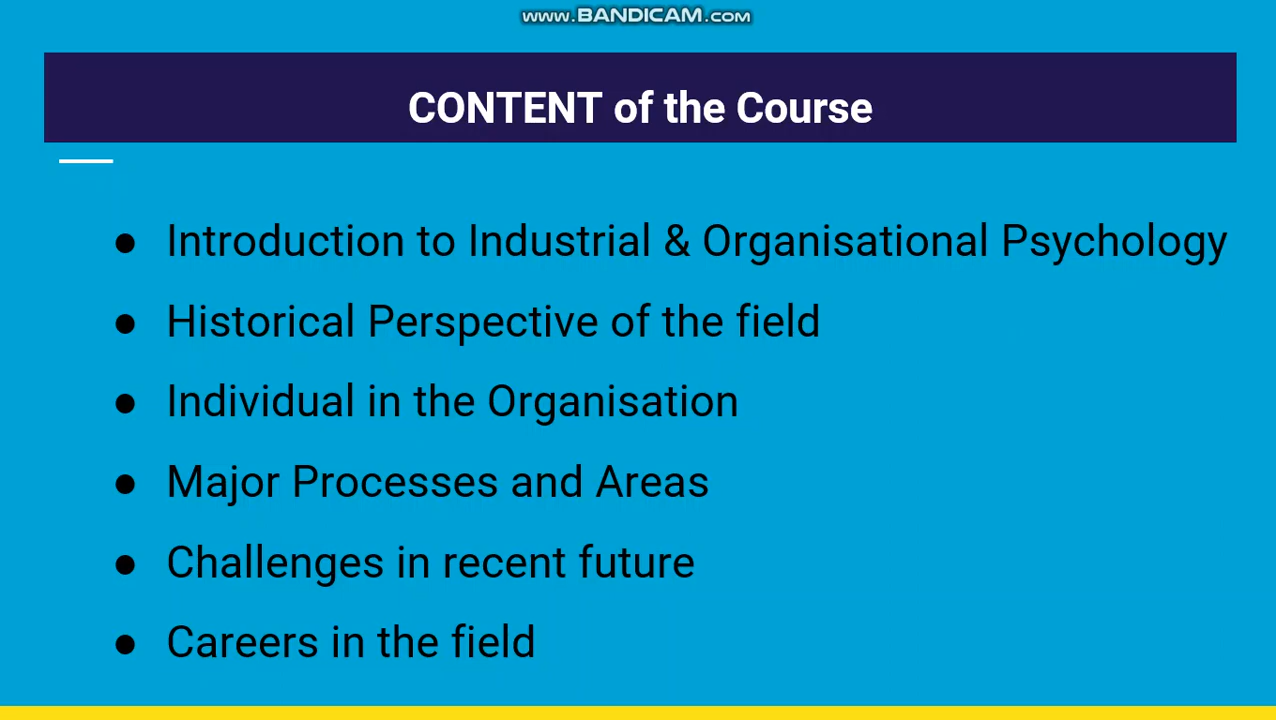 www.BANDICAM.com
CONTENT of the Course
● Introduction to Industrial & Organisational Psychology
● Historical Perspective of the field
● Individual in the Organisation
● Major Processes and Areas
● Challenges in recent future
● Careers in the field